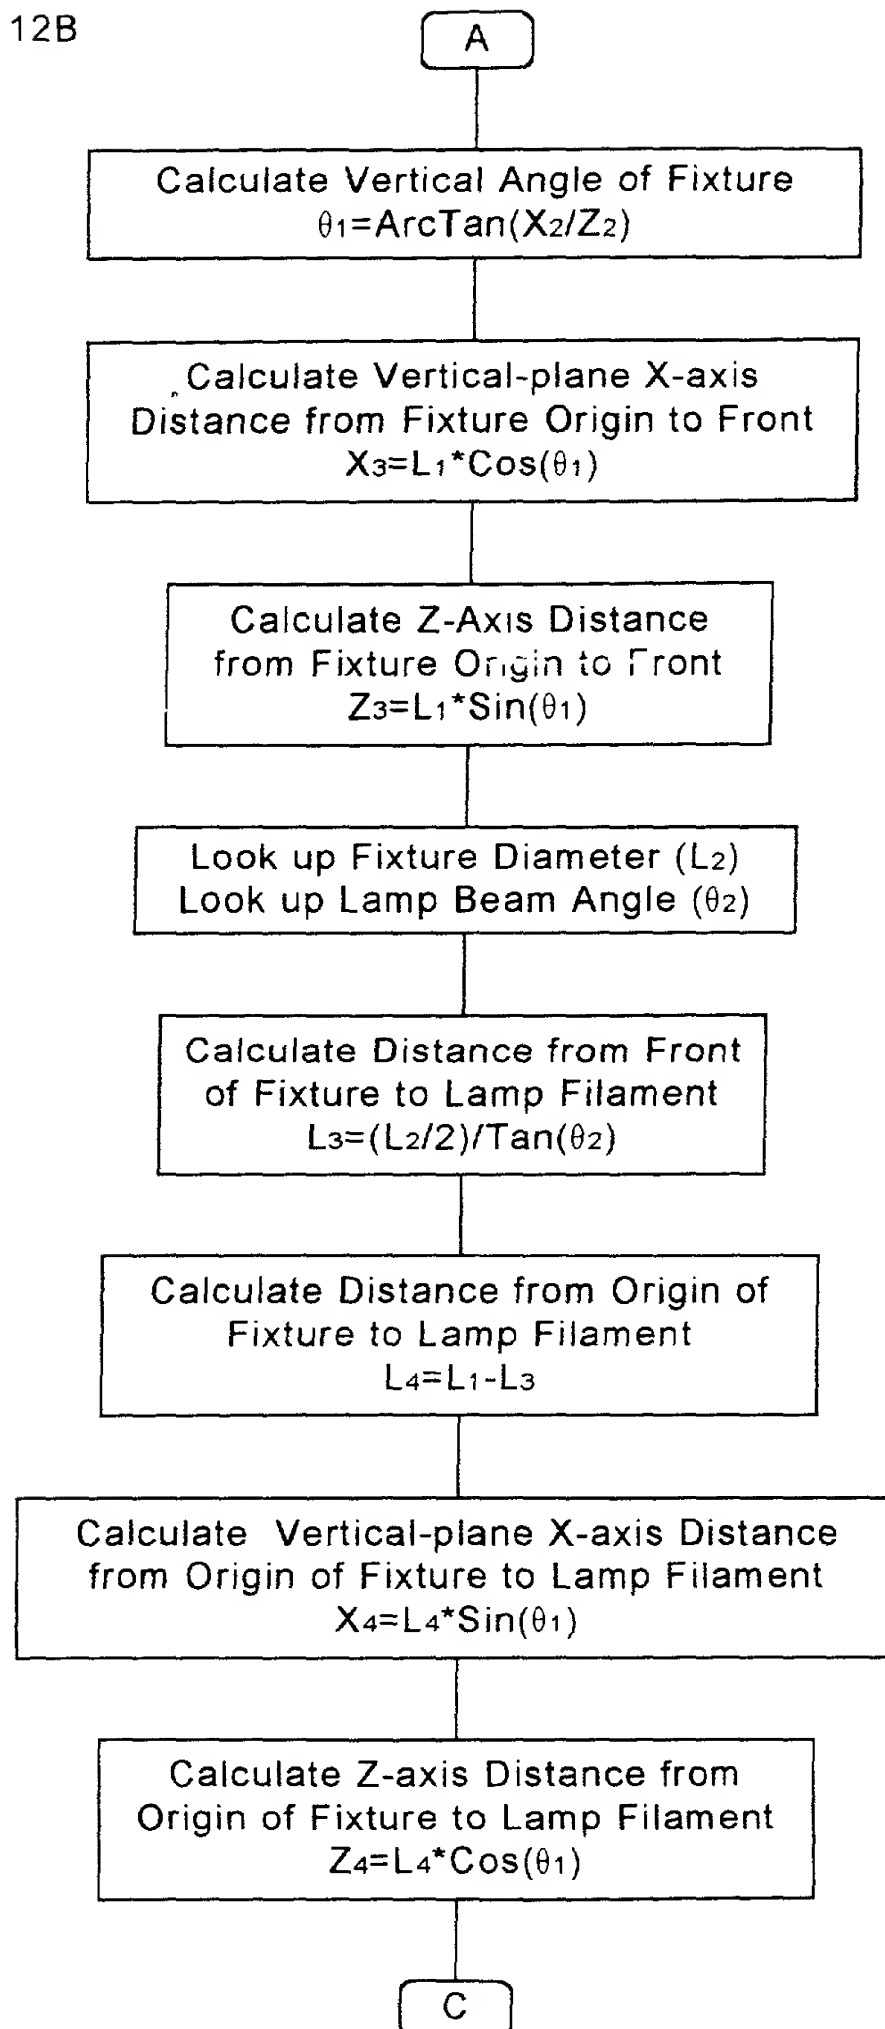 12B
A
Calculate Vertical Angle of Fixture
θ1=ArcTan(X2/Z2)
Calculate Vertical-plane X-axis
Distance from Fixture Origin to Front
X3=L1*Cos(θ1)
Calculate Z-Axis Distance
from Fixture Origin to Front
Z3=L1*Sin(θ1)
Look up Fixture Diameter (L2)
Look up Lamp Beam Angle (θ2)
Calculate Distance from Front
of Fixture to Lamp Filament
L3=(L2/2)/Tan(θ2)
Calculate Distance from Origin of
Fixture to Lamp Filament
L4=L1-L3
Calculate Vertical-plane X-axis Distance
from Origin of Fixture to Lamp Filament
X4=L4*Sin(θ1)
Calculate Z-axis Distance from
Origin of Fixture to Lamp Filament
Z4=L4*Cos(θ1)
C